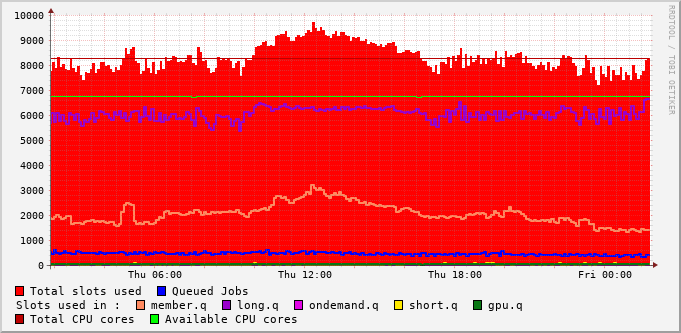 10000
9000
8000
7000
6000
5000
4000
3000
2000
1000
0
Thu 06:00 Thu 12:00 Thu 18:00 Fri 00:00
RRDTOOL / TOBI OETIKER
Total slots used Queued Jobs
Slots used in : member.q long.q ondemand.q short.q gpu.q
Total CPU cores Available CPU cores